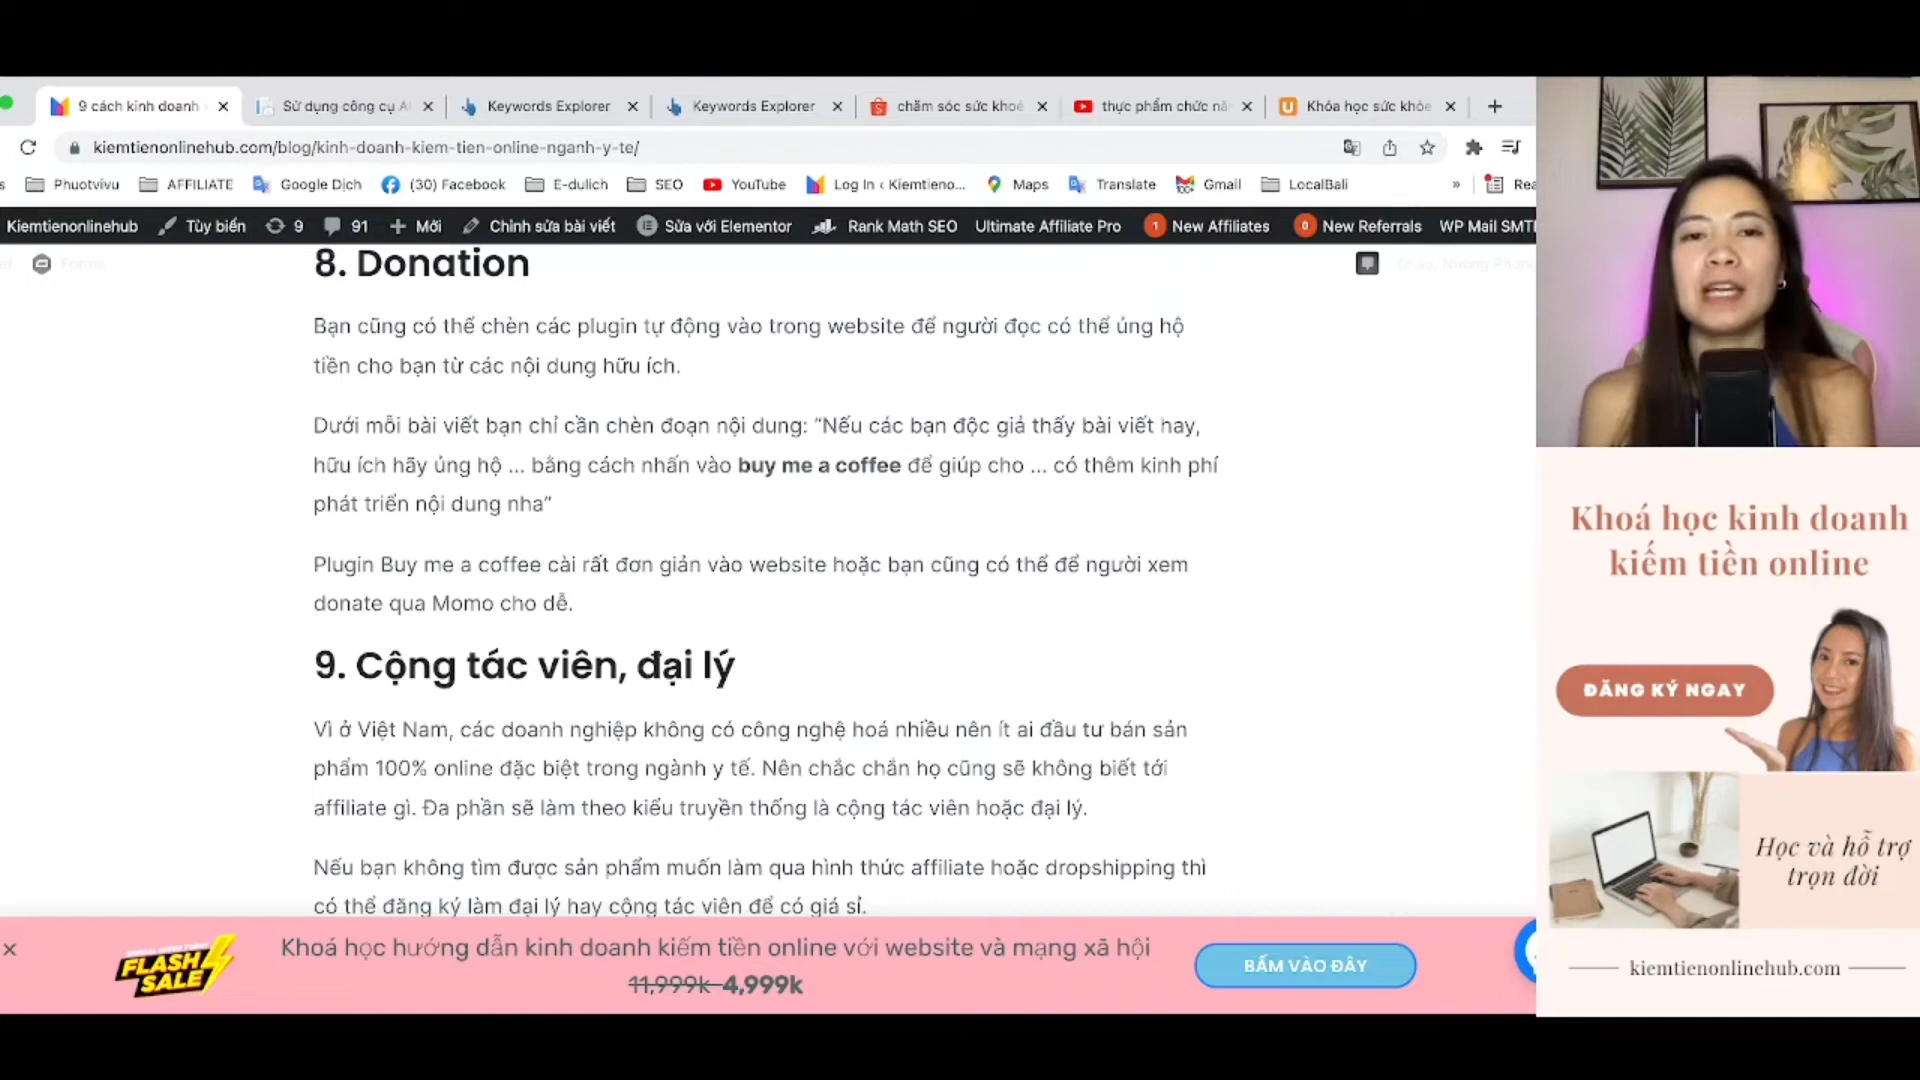 9 cách kinh doanh
Sử dụng công cụ
Keywords Explorer
Keywords Explorer
chăm sóc sức khoẻ
thực phẩm chức
Khóa học sức khỏe
kiemtienonlinehub.com/blog/kinh-doanh-kiem-tien-online-nganh-y-te/
Phuotvivu
AFFILIATE
Google Dịch
(30) Facebook
E-dulich
SEO
YouTube
Log In ‹ Kiemtieno...
Maps
Translate
Gmail
LocalBali
»
Kiemtienonlinehub
Tùy biến
9
91
Mới
Chỉnh sửa bài viết
Sửa với Elementor
Rank Math SEO
Ultimate Affiliate Pro
1 New Affiliates
0 New Referrals
WP Mail
Forms
8. Donation
Bạn cũng có thể chèn các plugin tự động vào trong website để người đọc có thể ủng hộ
tiền cho bạn từ các nội dung hữu ích.
Dưới mỗi bài viết bạn chỉ cần chèn đoạn nội dung: “Nếu các bạn độc giả thấy bài viết hay,
hữu ích hãy ủng hộ ... bằng cách nhấn vào buy me a coffee để giúp cho ... có thêm kinh phí
phát triển nội dung nha”
Plugin Buy me a coffee cài rất đơn giản vào website hoặc bạn cũng có thể để người xem
donate qua Momo cho dễ.
9. Cộng tác viên, đại lý
Vì ở Việt Nam, các doanh nghiệp không có công nghệ hoá nhiều nên ít ai đầu tư bán sản
phẩm 100% online đặc biệt trong ngành y tế. Nên chắc chắn họ cũng sẽ không biết tới
affiliate gì. Đa phần sẽ làm theo kiểu truyền thống là cộng tác viên hoặc đại lý.
Nếu bạn không tìm được sản phẩm muốn làm qua hình thức affiliate hoặc dropshipping thì
có thể đăng ký làm đại lý hay cộng tác viên để có giá sỉ.
FLASH
SALE
Khoá học hướng dẫn kinh doanh kiếm tiền online với website và mạng xã hội
11,999k 4,999k
BẤM VÀO ĐÂY
Khoá học kinh doanh
kiếm tiền online
ĐĂNG KÝ NGAY
Học và hỗ trợ
trọn đời
kiemtienonlinehub.com